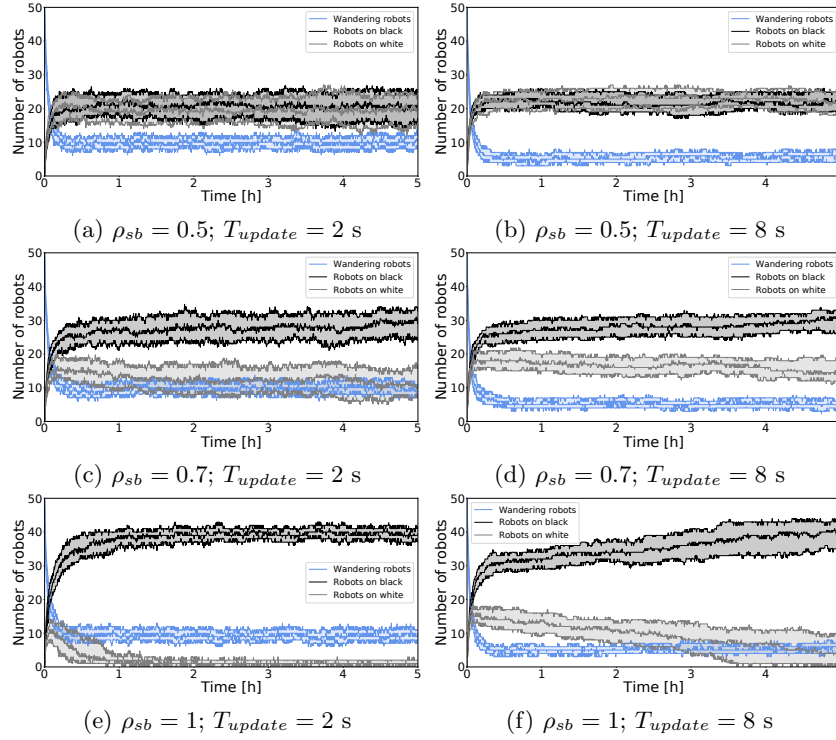 50
40
30
20
10
0
Number of robots
Wandering robots
Robots on black
Robots on white
0 1 2 3 4 5
Time [h]
(a) ρsb = 0.5; Tupdate = 2 s
50
40
30
20
10
0
Number of robots
Wandering robots
Robots on black
Robots on white
0 1 2 3 4
Time [h]
(b) ρsb = 0.5; Tupdate = 8 s
50
40
30
20
10
0
Number of robots
Wandering robots
Robots on black
Robots on white
0 1 2 3 4 5
Time [h]
(c) ρsb = 0.7; Tupdate = 2 s
50
40
30
20
10
0
Number of robots
Wandering robots
Robots on black
Robots on white
0 1 2 3 4
Time [h]
(d) ρsb = 0.7; Tupdate = 8 s
50
40
30
20
10
0
Number of robots
Wandering robots
Robots on black
Robots on white
0 1 2 3 4 5
Time [h]
(e) ρsb = 1; Tupdate = 2 s
50
40
30
20
10
0
Number of robots
Wandering robots
Robots on black
Robots on white
0 1 2 3 4
Time [h]
(f) ρsb = 1; Tupdate = 8 s